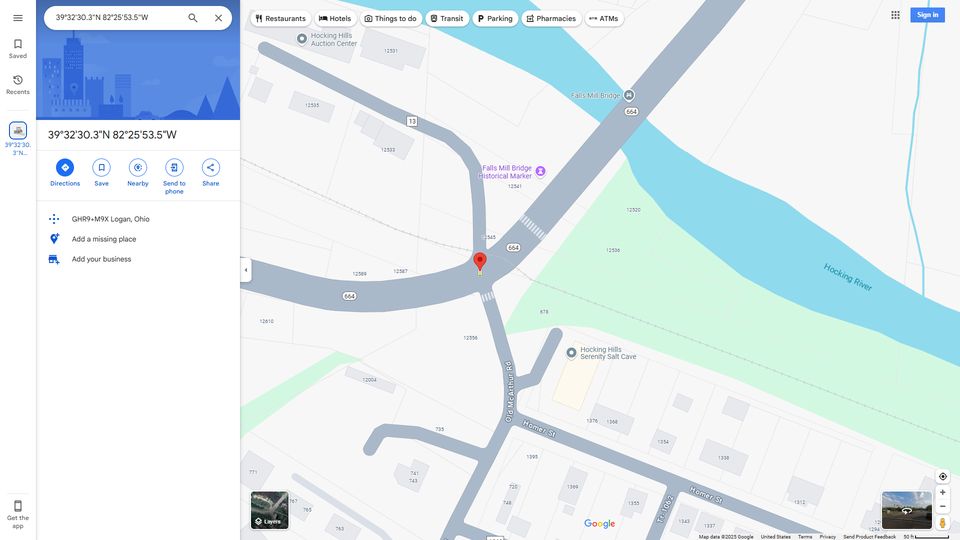 39°32'30.3"N 82°25'53.5"W
Restaurants
Hotels
Things to do
Transit
Parking
Pharmacies
ATMs
Sign in
Saved
Recents
39°32'30.
3"N...
Get the
app
39°32'30.3"N 82°25'53.5"W
Directions
Save
Nearby
Send to
phone
Share
GHR9+M9X Logan, Ohio
Add a missing place
Add your business
Hocking Hills
Auction Center
12531
12535
13
12533
Falls Mill Bridge
664
Falls Mill Bridge
Historical Marker
12541
12520
12536
12545
664
12589
12587
664
12610
12556
878
Hocking River
Hocking Hills
Serenity Salt Cave
12004
Old McArthur Rd
1376
1368
Homer St
1354
1338
735
1395
771
741
743
720
1369
767
765
763
1355
Homer St
1312
1343
1337
Layers
Google
Map data ©2025 Google
United States
Terms
Privacy
Send Product Feedback
50 ft